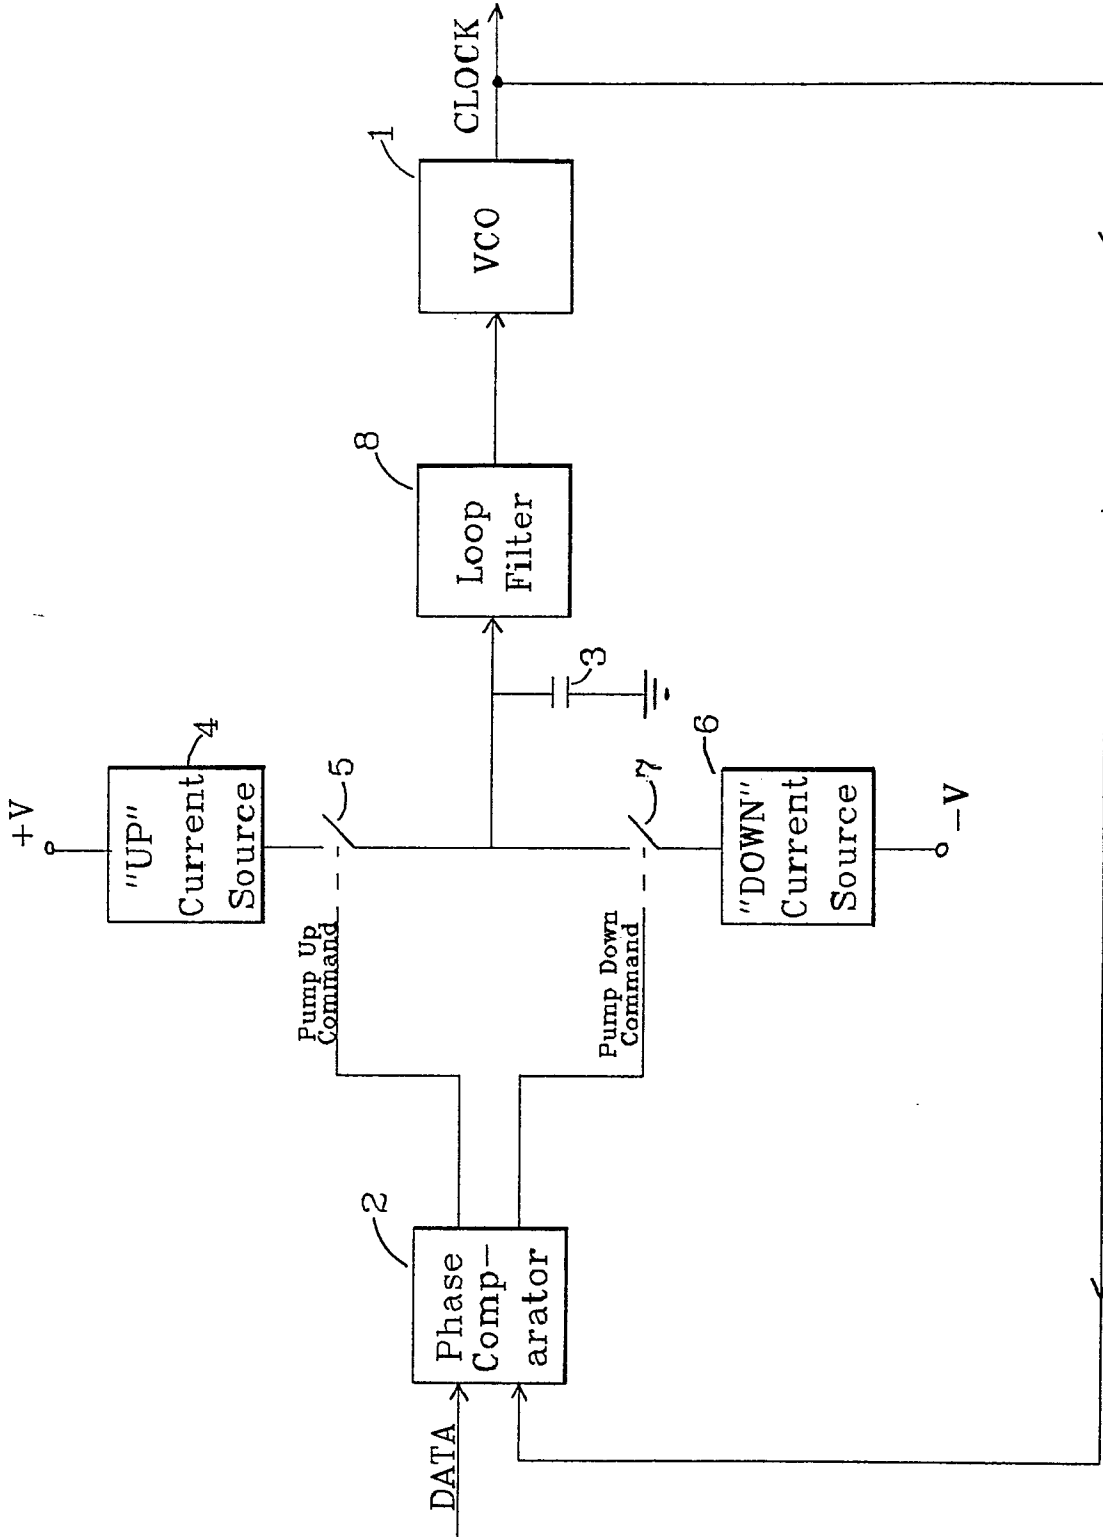 +V
"UP"
Current
Source
4
Pump Up
Command
5
DATA
Phase
Comp-
arator
2
3
Loop
Filter
8
VCO
1
CLOCK
Pump Down
Command
7
"DOWN"
Current
Source
6
-V